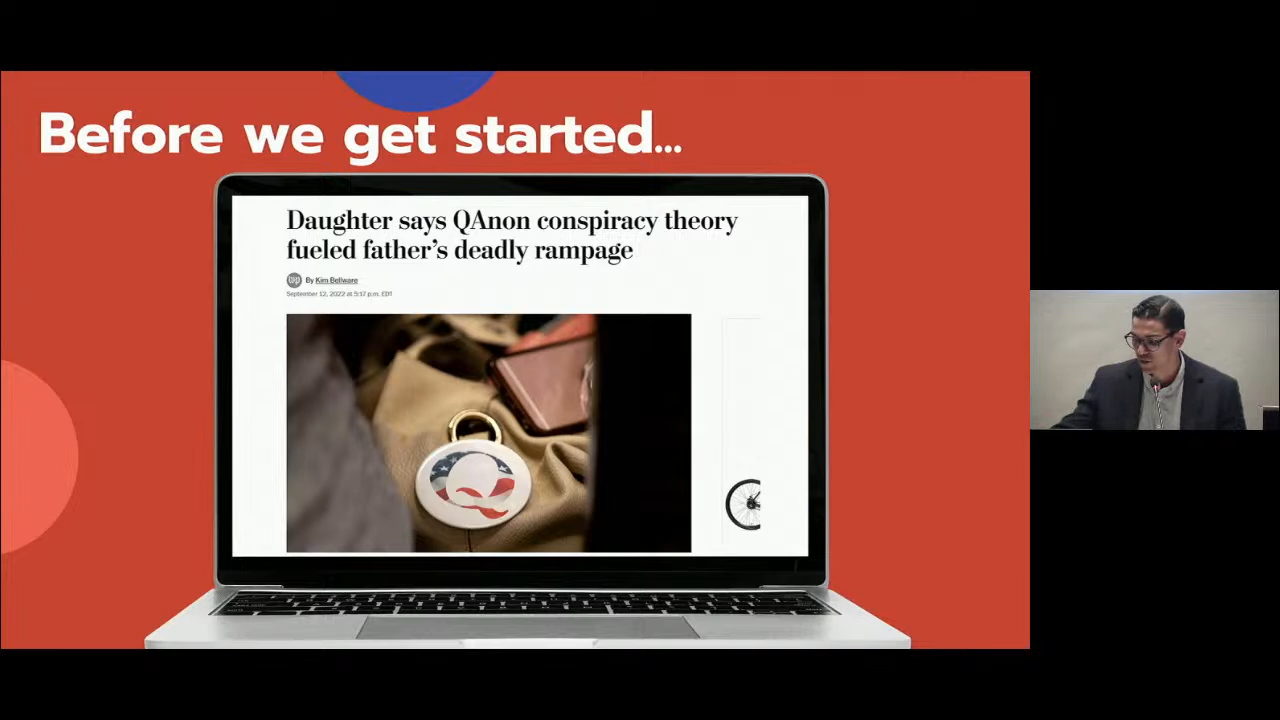 Before we get started...
Daughter says QAnon conspiracy theory
fueled father's deadly rampage
By Kim Bellware
September 12, 2022 at 5:17 p.m. EDT